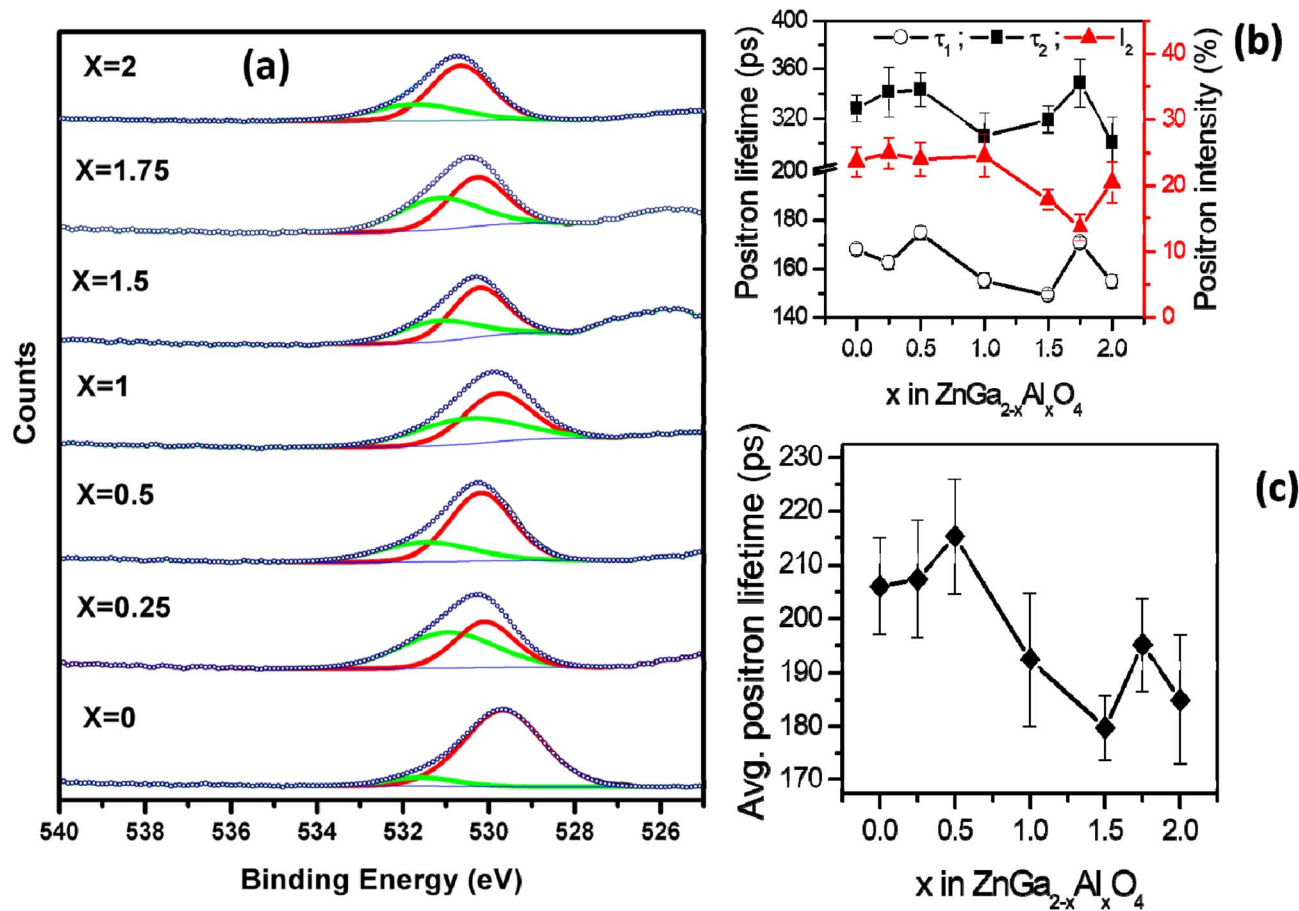 (a)
X=2
X=1.75
X=1.5
X=1
X=0.5
X=0.25
X=0
Counts
540 538 536 534 532 530 528 526
Binding Energy (eV)
(b)
τ₁ ; τ₂ ; I₂
Positron lifetime (ps)
400
360
320
200
180
160
140
Positron intensity (%)
40
30
20
10
0
0.0 0.5 1.0 1.5 2.0
x in ZnGa₂₋ₓAlₓO₄
(c)
Avg. positron lifetime (ps)
230
220
210
200
190
180
170
0.0 0.5 1.0 1.5 2.0
x in ZnGa₂₋ₓAlₓO₄